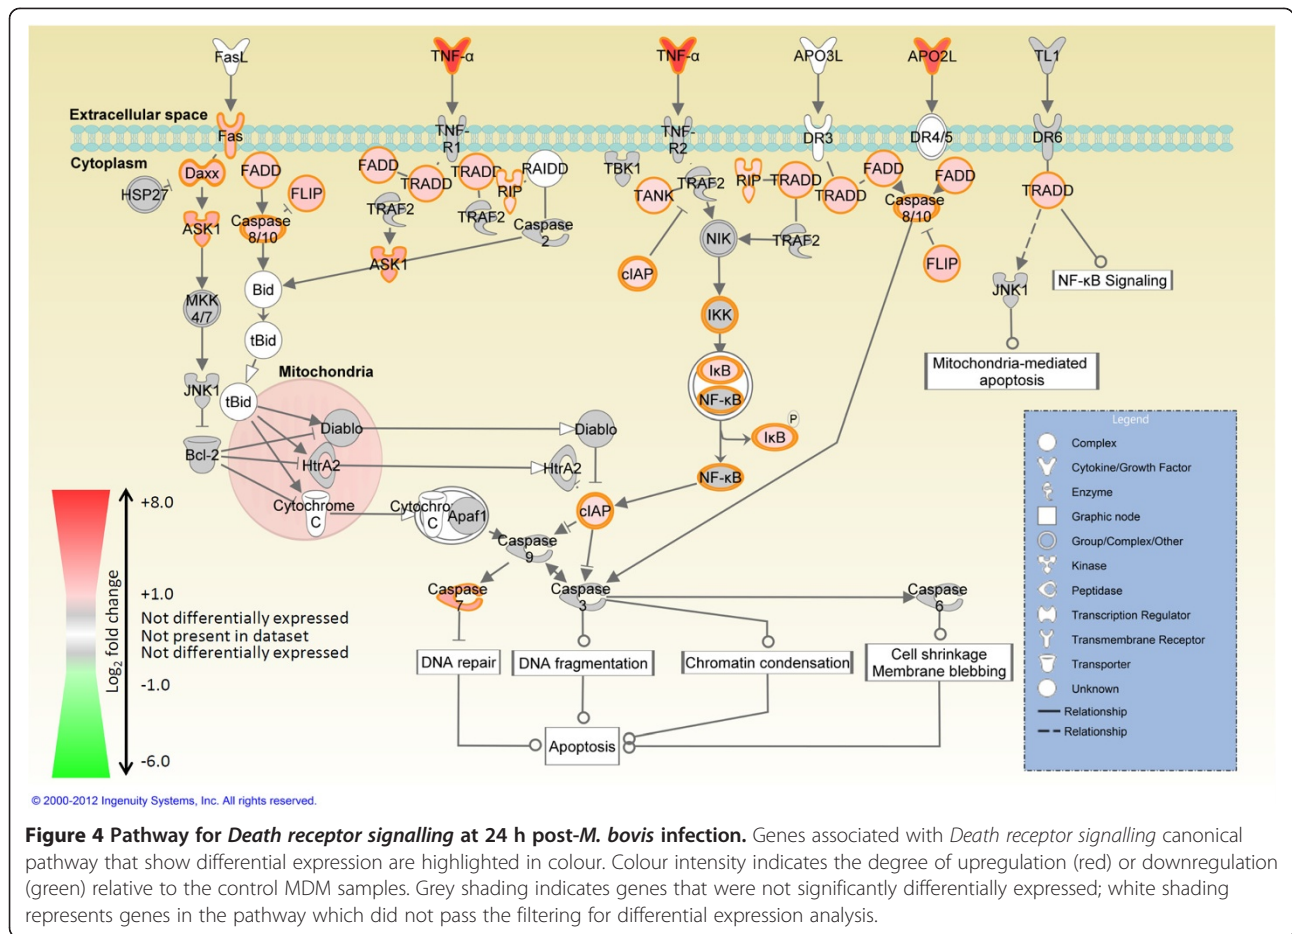 FasL
TNF-α
TNF-α
APO3L
APO2L
TL1
Extracellular space
Fas
TNF-
R1
TNF-
R2
DR3
DR4/5
DR6
Cytoplasm
Daxx
FADD
FADD
TRADD
TRADD
RAIDD
TBK1
TRAF2
RIP
TRADD
FADD
FADD
HSP27
FLIP
RIP
TANK
TRADD
TRADD
ASK1
Caspase
8/10
TRAF2
TRAF2
Caspase
2
NIK
TRAF2
Caspase
8/10
ASK1
cIAP
FLIP
NF-κB Signaling
Bid
JNK1
MKK
4/7
IKK
tBid
Mitochondria-mediated
apoptosis
Mitochondria
IκB
JNK1
tBid
NF-κB
P
Diablo
Diablo
IκB
Bcl-2
HtrA2
HtrA2
NF-κB
Cytochrome
C
Cytochro
C
Apaf1
cIAP
Caspase
9
Caspase
7
Caspase
3
Caspase
6
DNA repair
DNA fragmentation
Chromatin condensation
Cell shrinkage
Membrane blebbing
Apoptosis
Log2 fold change
+8.0
+1.0
Not differentially expressed
Not present in dataset
Not differentially expressed
-1.0
-6.0
Legend
Complex
Cytokine/Growth Factor
Enzyme
Graphic node
Group/Complex/Other
Kinase
Peptidase
Transcription Regulator
Transmembrane Receptor
Transporter
Unknown
Relationship
Relationship
© 2000-2012 Ingenuity Systems, Inc. All rights reserved.
Figure 4 Pathway for Death receptor signalling at 24 h post-M. bovis infection. Genes associated with Death receptor signalling canonical
pathway that show differential expression are highlighted in colour. Colour intensity indicates the degree of upregulation (red) or downregulation
(green) relative to the control MDM samples. Grey shading indicates genes that were not significantly differentially expressed; white shading
represents genes in the pathway which did not pass the filtering for differential expression analysis.